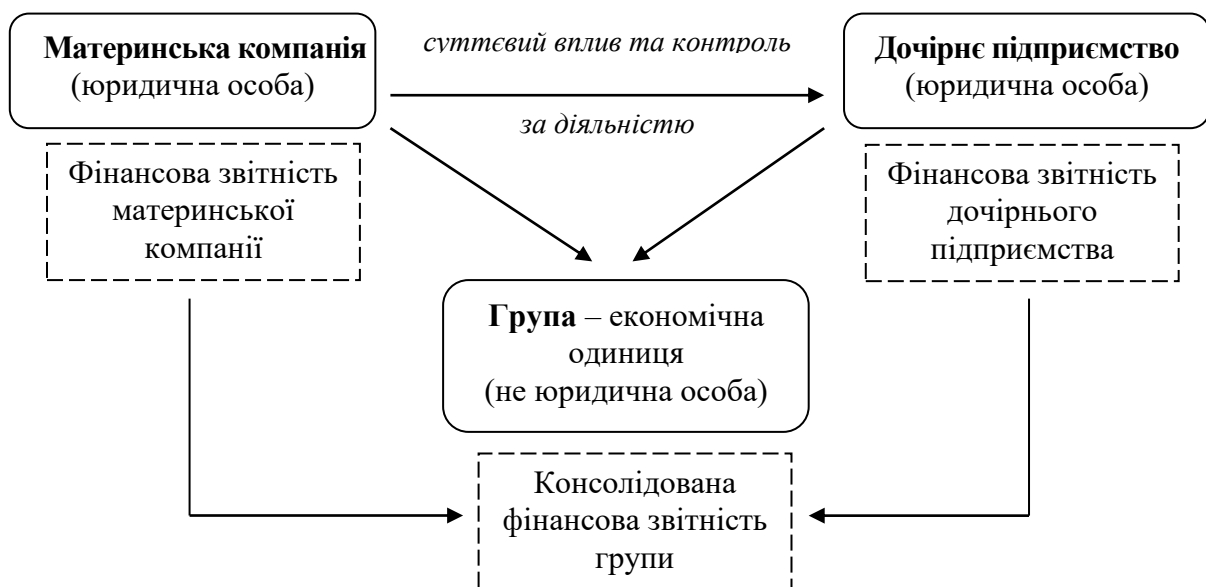 Материнська компанія
(юридична особа)
суттєвий вплив та контроль
за діяльністю
Дочірнє підприємство
(юридична особа)
Фінансова звітність
материнської
компанії
Фінансова звітність
дочірнього
підприємства
Група – економічна
одиниця
(не юридична особа)
Консолідована
фінансова звітність
групи